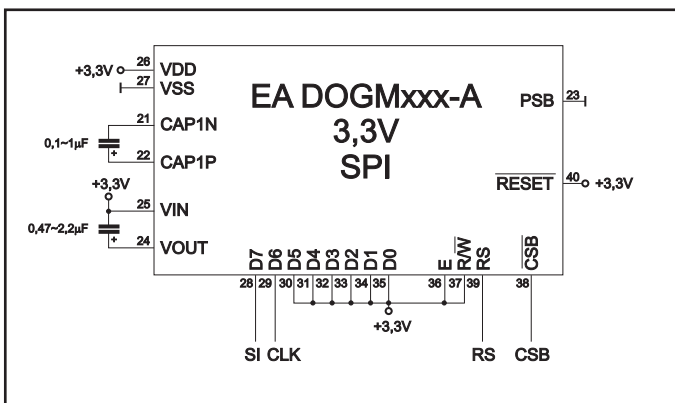 EA DOGMxxx-A
3,3V
SPI
+3,3V
26
VDD
27
VSS
21
CAP1N
0,1~1µF
+
22
CAP1P
+3,3V
25
VIN
0,47~2,2µF
+
24
VOUT
PSB
23
RESET
40
+3,3V
D7
D6
D5
D4
D3
D2
D1
D0
E
R/W
RS
CSB
28
29
30
31
32
33
34
35
36
37
39
38
+3,3V
SI
CLK
RS
CSB